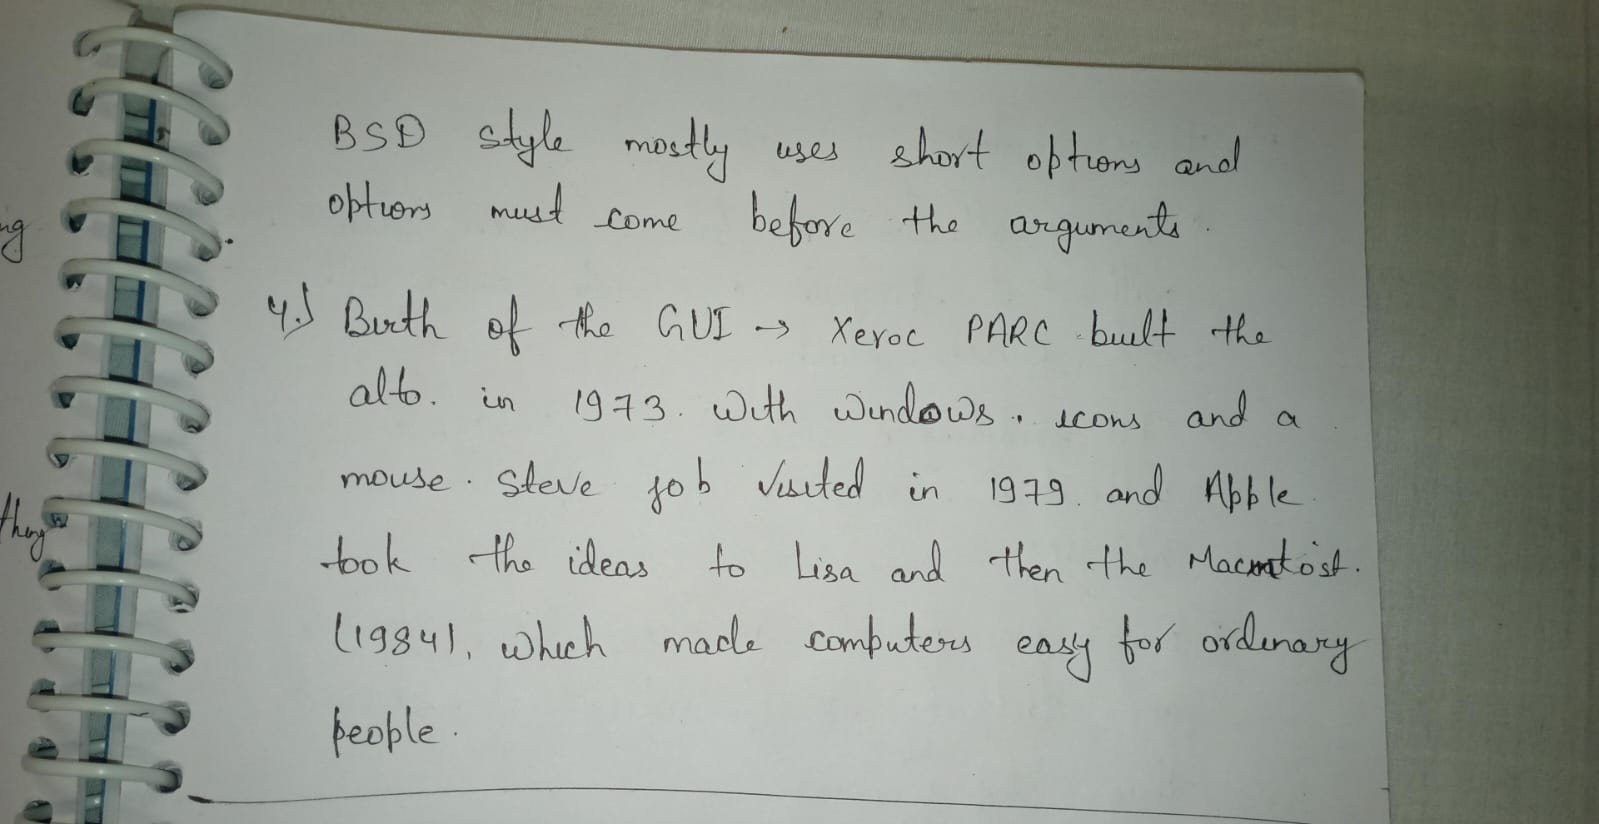 BSD style mostly uses short options and
options must come before the arguments.
4.) Birth of the GUI → Xeroc PARC built the
alto. in 1973. With windows, icons and a
mouse. Steve job visited in 1979. and Apple
took the ideas to Lisa and then the
(1984), which made computers easy for ordinary
people.
ng
thing